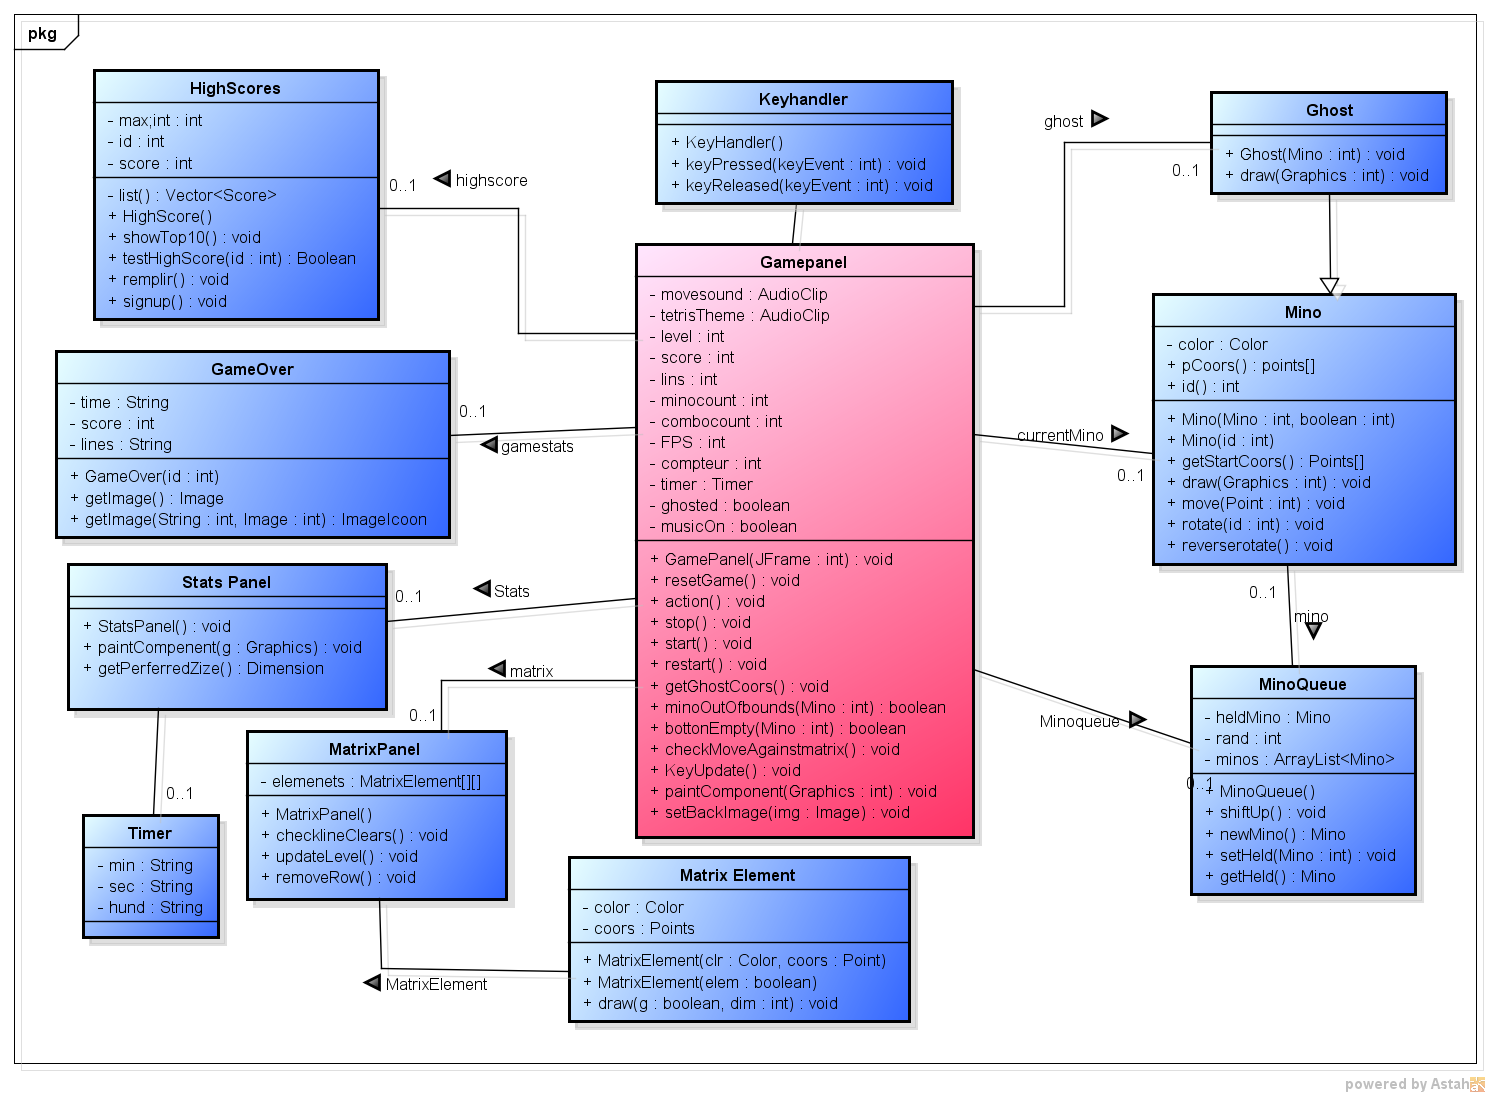 pkg
HighScores
- max;int : int
- id : int
- score : int
- list() : Vector<Score>
+ HighScore()
+ showTop10() : void
+ testHighScore(id : int) : Boolean
+ remplir() : void
+ signup() : void
0..1
highscore
Keyhandler
+ KeyHandler()
+ keyPressed(keyEvent : int) : void
+ keyReleased(keyEvent : int) : void
ghost
0..1
Ghost
+ Ghost(Mino : int) : void
+ draw(Graphics : int) : void
GameOver
- time : String
- score : int
- lines : String
+ GameOver(id : int)
+ getImage() : Image
+ getImage(String : int, Image : int) : ImageIcoon
0..1
gamestats
Gamepanel
- movesound : AudioClip
- tetrisTheme : AudioClip
- level : int
- score : int
- lins : int
- minocount : int
- combocount : int
- FPS : int
- compteur : int
- timer : Timer
- ghosted : boolean
- musicOn : boolean
+ GamePanel(JFrame : int) : void
+ resetGame() : void
+ action() : void
+ stop() : void
+ start() : void
+ restart() : void
+ getGhostCoors() : void
+ minoOutOfbounds(Mino : int) : boolean
+ bottonEmpty(Mino : int) : boolean
+ checkMoveAgainstmatrix() : void
+ KeyUpdate() : void
+ paintComponent(Graphics : int) : void
+ setBackImage(img : Image) : void
currentMino
0..1
Mino
- color : Color
+ pCoors() : points[]
+ id() : int
+ Mino(Mino : int, boolean : int)
+ Mino(id : int)
+ getStartCoors() : Points[]
+ draw(Graphics : int) : void
+ move(Point : int) : void
+ rotate(id : int) : void
+ reverserotate() : void
Stats Panel
+ StatsPanel() : void
+ paintCompenent(g : Graphics) : void
+ getPerferredZize() : Dimension
0..1
Stats
matrix
0..1
0..1
mino
Minoqueue
0..1
MinoQueue
- heldMino : Mino
- rand : int
- minos : ArrayList<Mino>
+ MinoQueue()
+ shiftUp() : void
+ newMino() : Mino
+ setHeld(Mino : int) : void
+ getHeld() : Mino
0..1
Timer
- min : String
- sec : String
- hund : String
MatrixPanel
- elemenets : MatrixElement[][]
+ MatrixPanel()
+ checklineClears() : void
+ updateLevel() : void
+ removeRow() : void
MatrixElement
Matrix Element
- color : Color
- coors : Points
+ MatrixElement(clr : Color, coors : Point)
+ MatrixElement(elem : boolean)
+ draw(g : boolean, dim : int) : void
powered by Astah